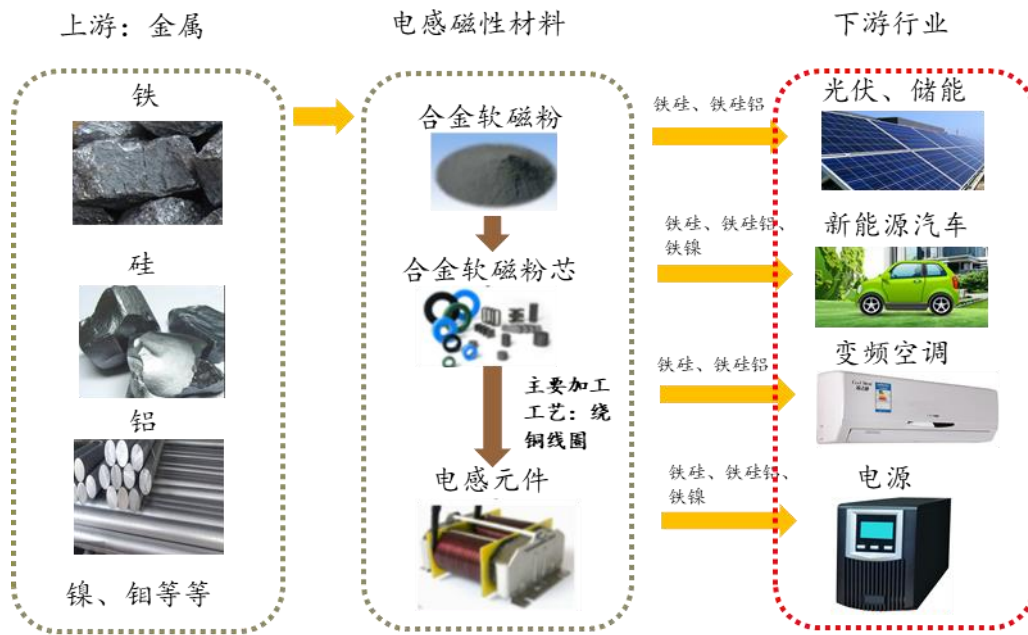 上游：金属
电感磁性材料
下游行业
铁
硅
铝
镍、钼等等
合金软磁粉
合金软磁粉芯
主要加工
工艺：绕
铜线圈
电感元件
铁硅、铁硅铝
光伏、储能
铁硅、铁硅铝、
铁镍
新能源汽车
铁硅、铁硅铝
变频空调
铁硅、铁硅铝、
铁镍
电源